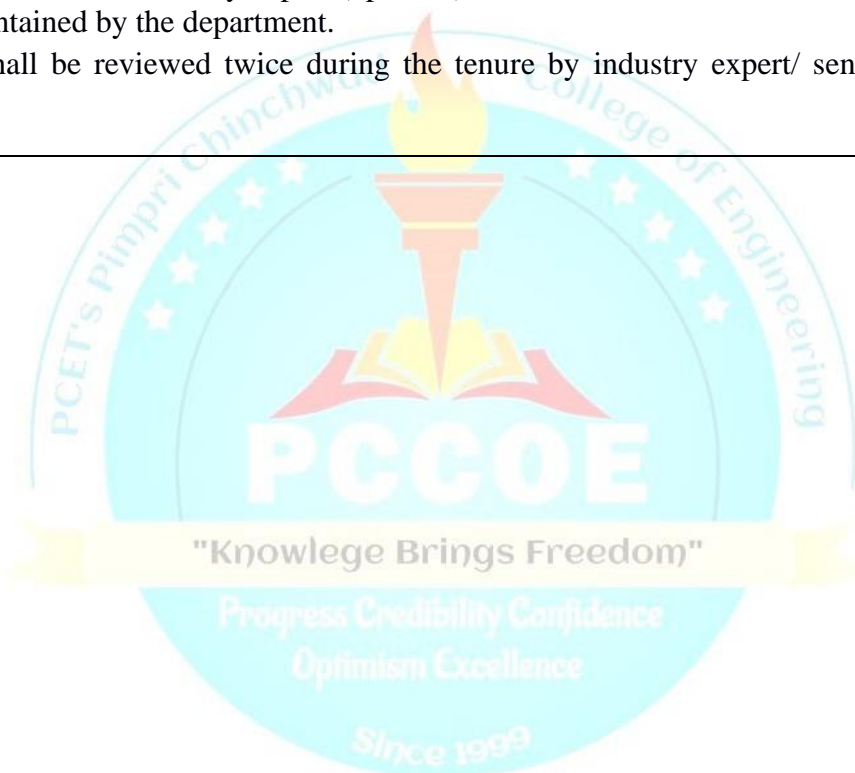 ntained by the department.
hall be reviewed twice during the tenure by industry expert/ sen
PCET's Pimpri Chinchwad College of Engineering
PCCOE
"Knowlege Brings Freedom"
Progress Credibility Confidence
Optimism Excellence
Since 1999